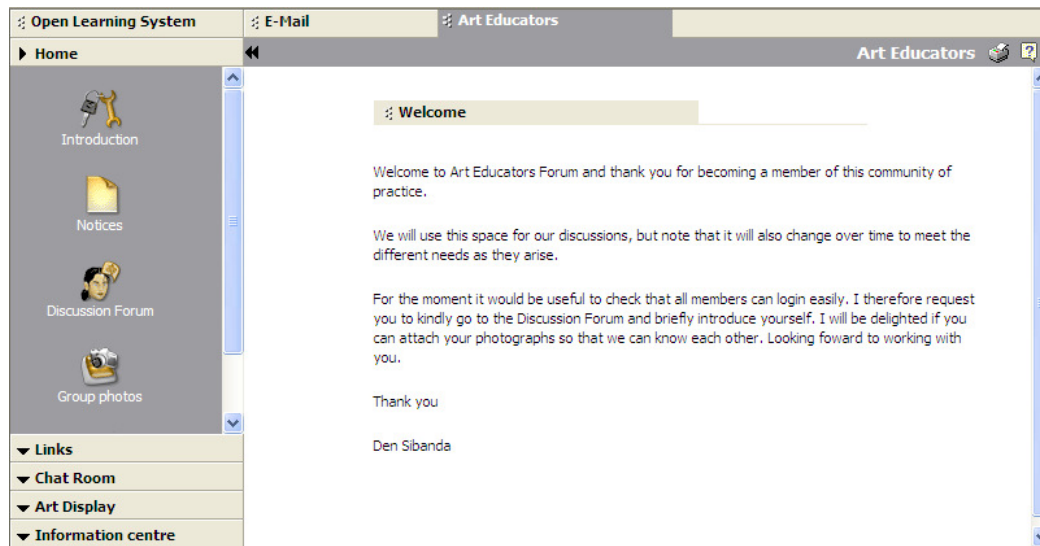 Open Learning System
E-Mail
Art Educators
Home
Art Educators
Introduction
Notices
Discussion Forum
Group photos
Links
Chat Room
Art Display
Information centre
Welcome
Welcome to Art Educators Forum and thank you for becoming a member of this community of
practice.
We will use this space for our discussions, but note that it will also change over time to meet the
different needs as they arise.
For the moment it would be useful to check that all members can login easily. I therefore request
you to kindly go to the Discussion Forum and briefly introduce yourself. I will be delighted if you
can attach your photographs so that we can know each other. Looking foward to working with
you.
Thank you
Den Sibanda